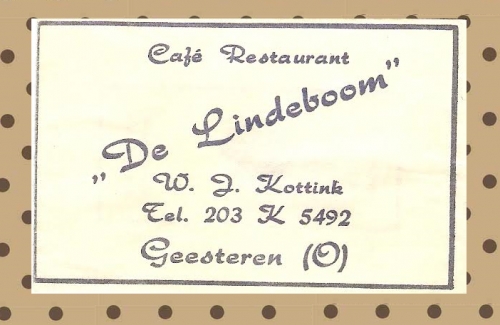 Café Restaurant
„De Lindeboom”
W. J. Kottink
Tel. 203 K 5492
Geesteren (O)